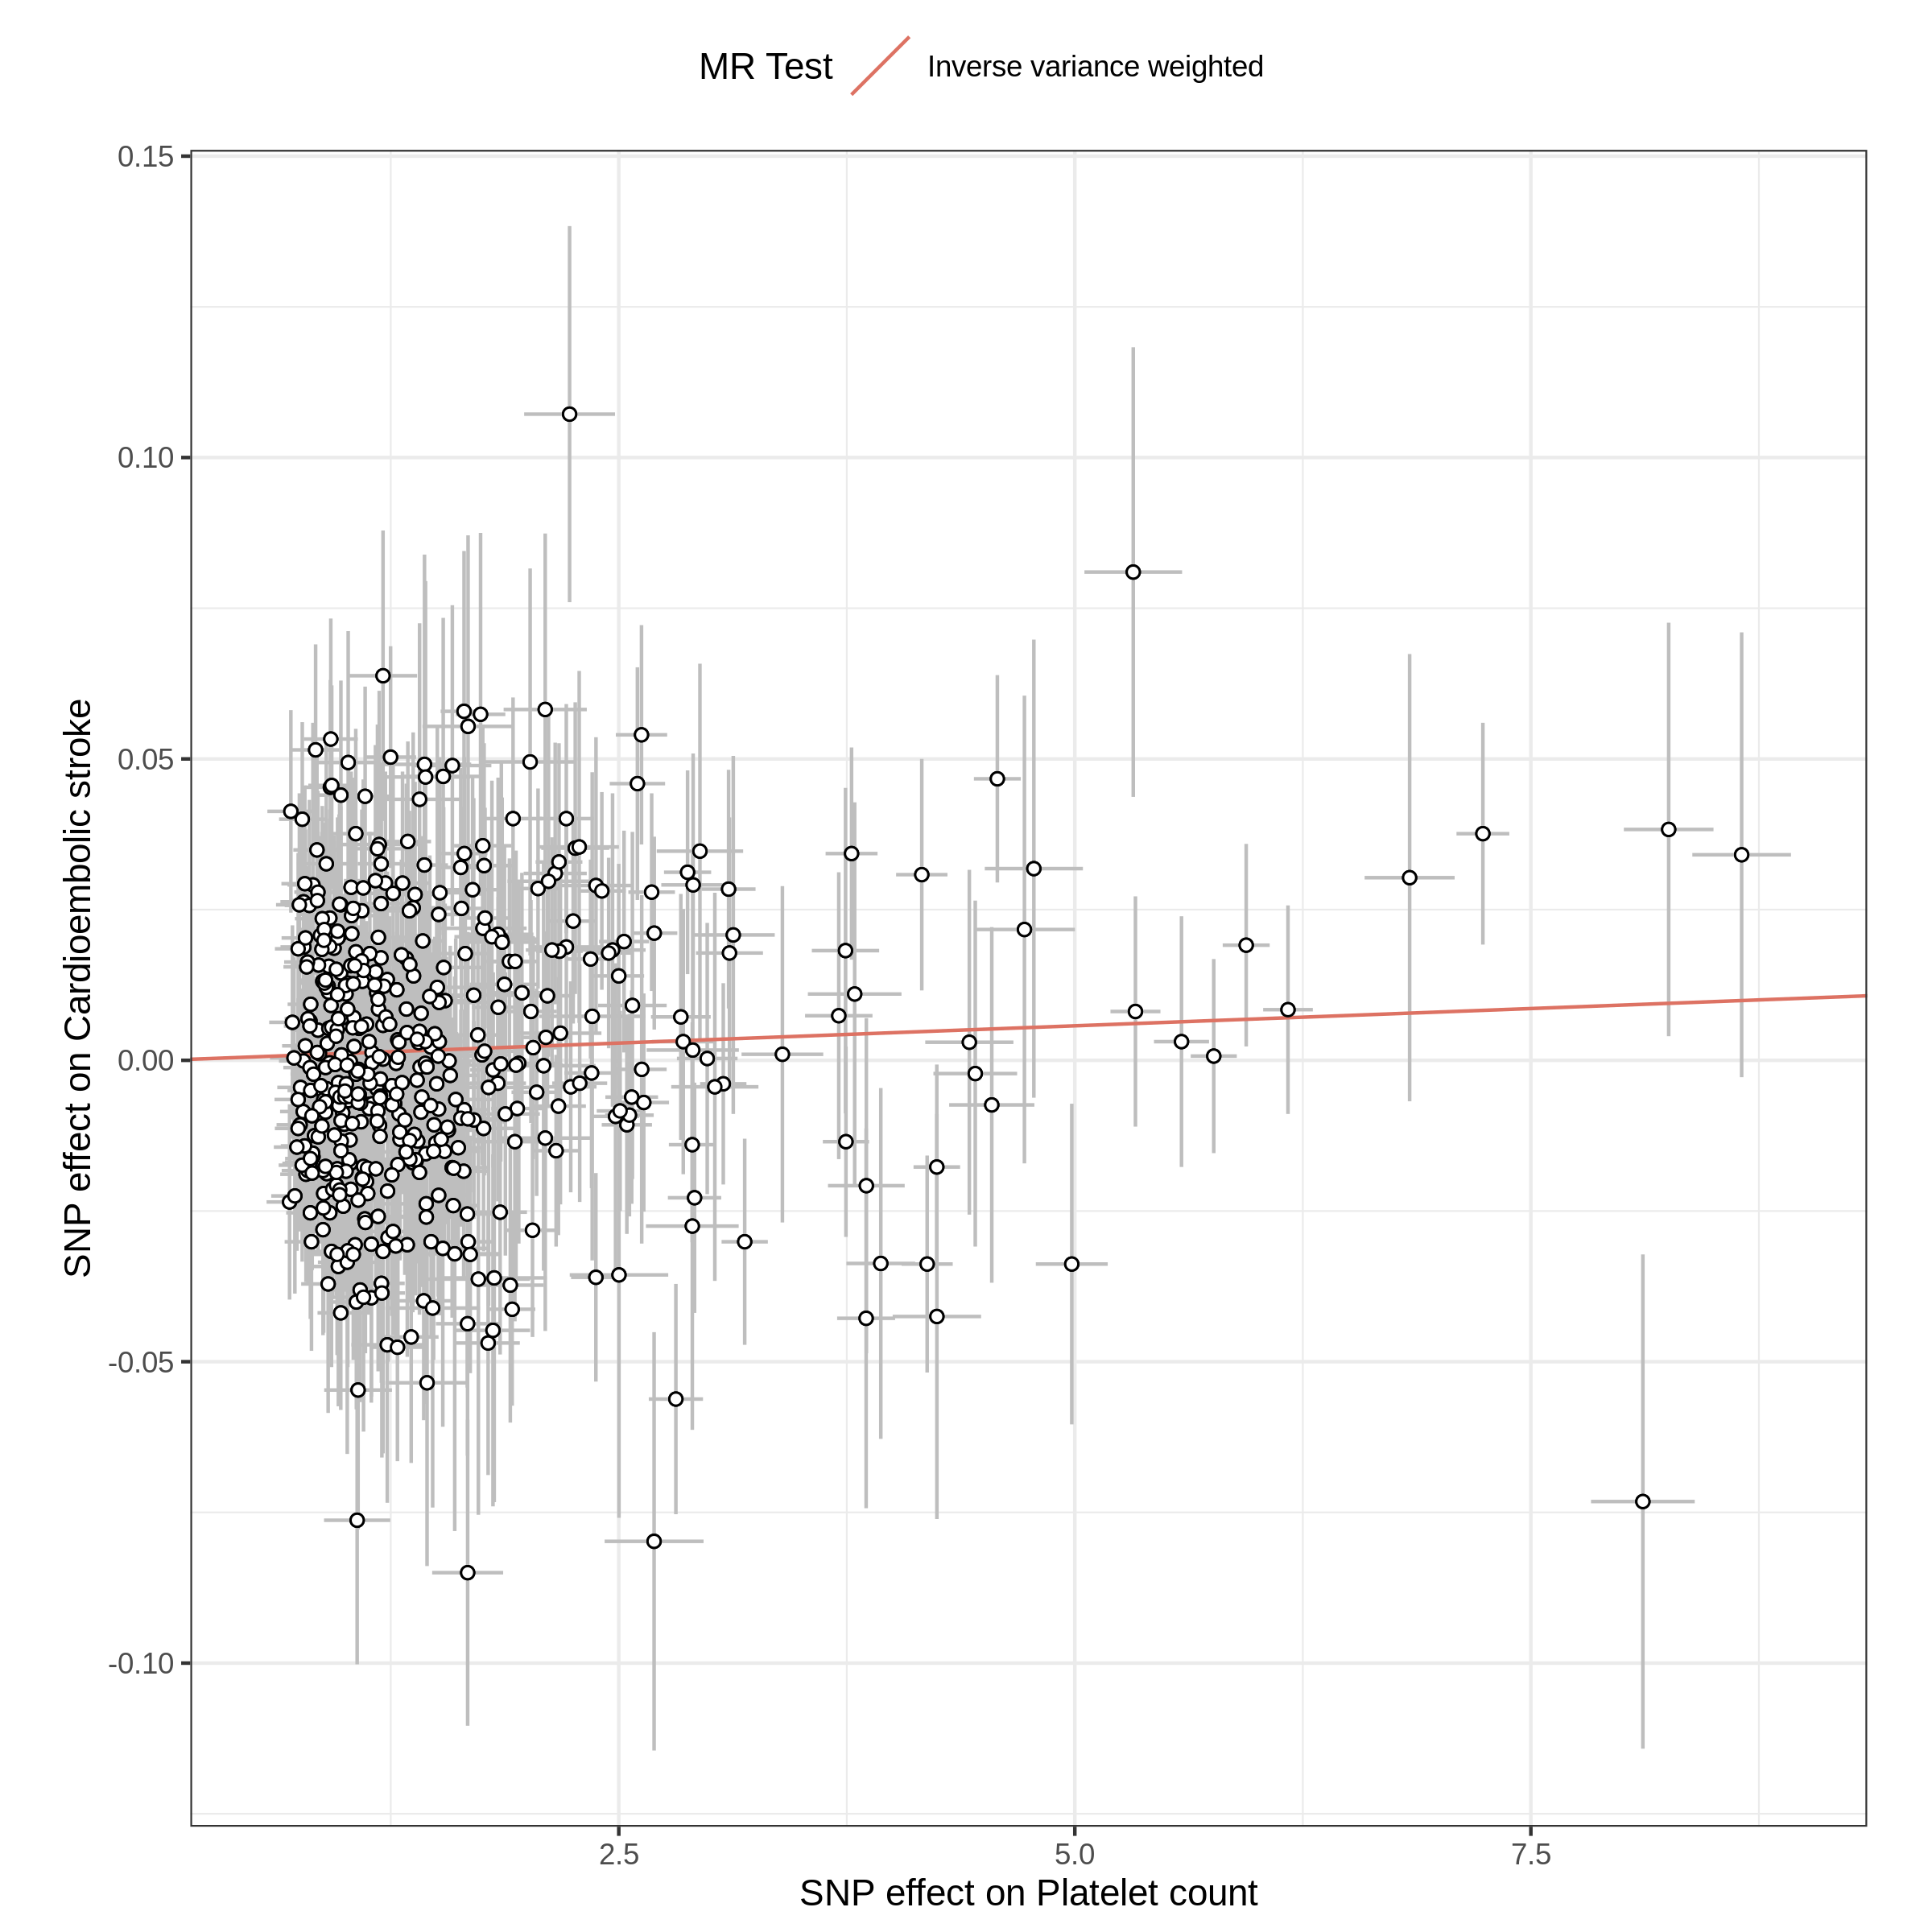 MR Test
Inverse variance weighted
SNP effect on Cardioembolic stroke
0.15
0.10
0.05
0.00
-0.05
-0.10
2.5
5.0
7.5
SNP effect on Platelet count